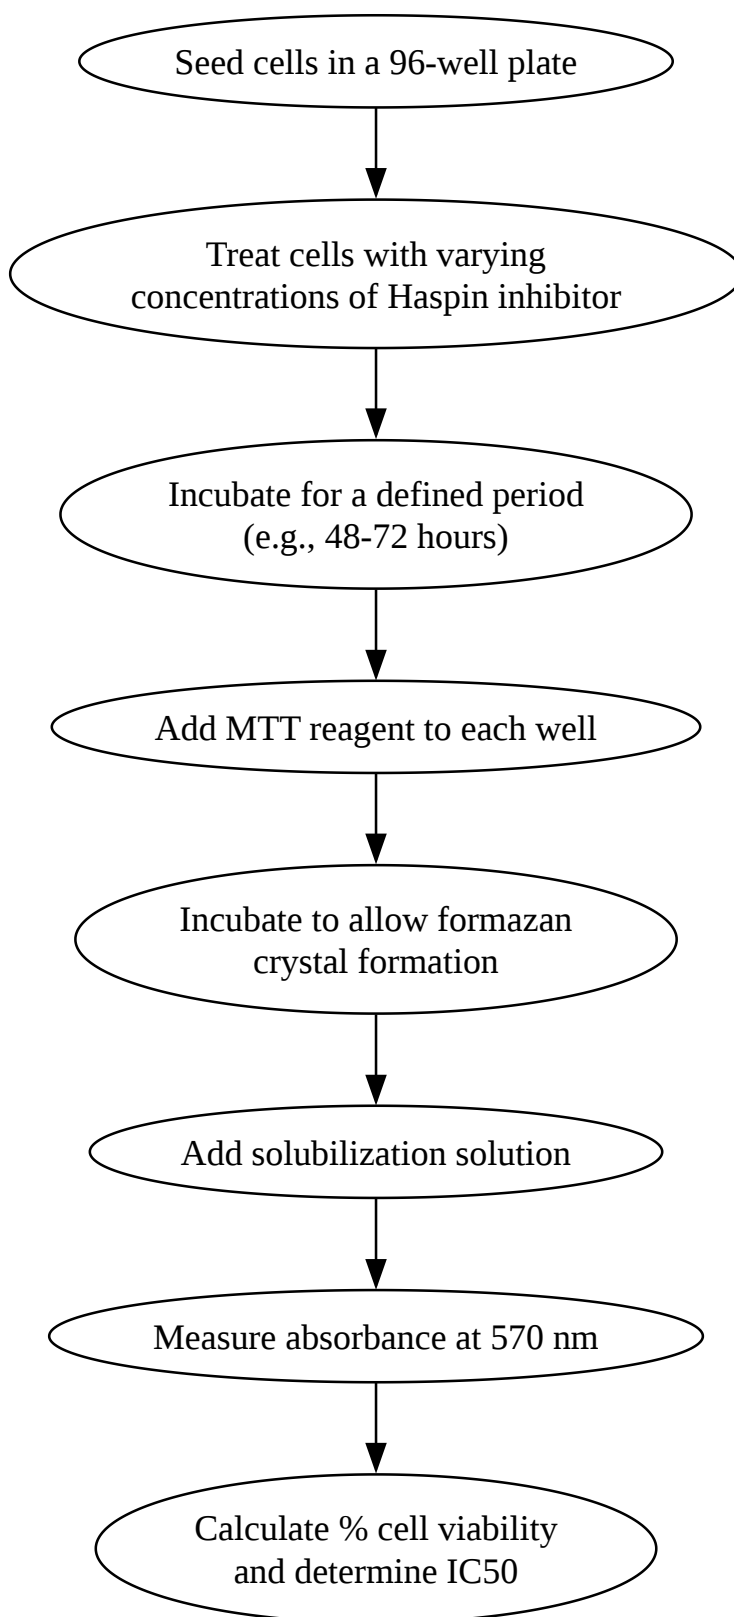 Seed cells in a 96-well plate
Treat cells with varying
concentrations of Haspin inhibitor
Incubate for a defined period
(e.g., 48-72 hours)
Add MTT reagent to each well
Incubate to allow formazan
crystal formation
Add solubilization solution
Measure absorbance at 570 nm
Calculate % cell viability
and determine IC50